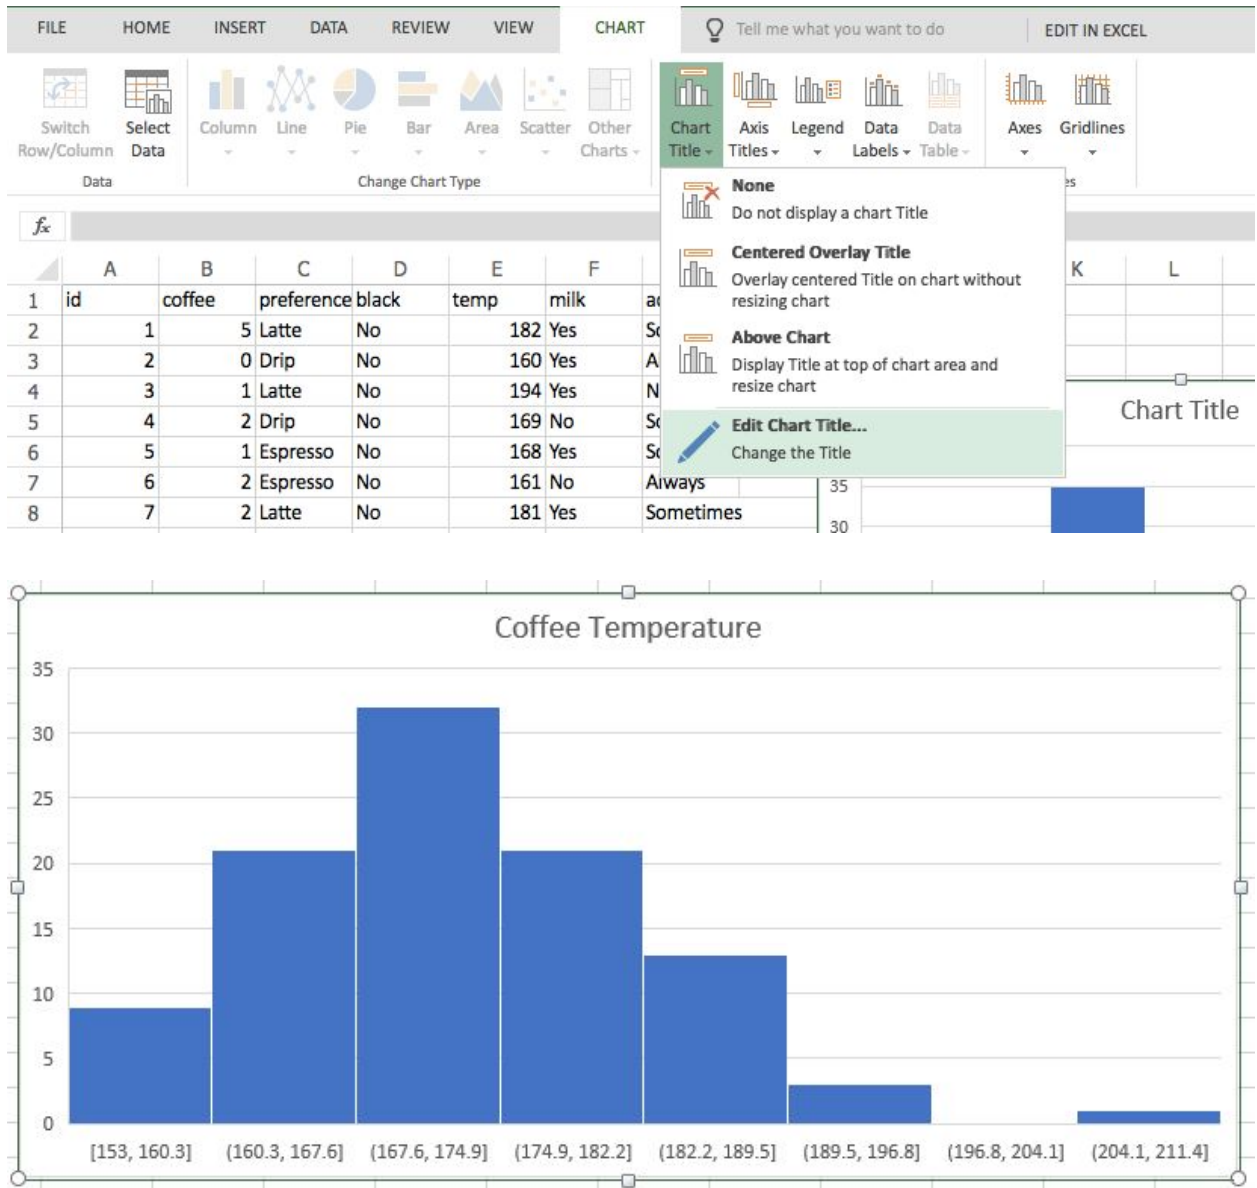 FILE HOME INSERT DATA REVIEW VIEW CHART Tell me what you want to do EDIT IN EXCEL
Switch Row/Column
Select Data
Column
Line
Pie
Bar
Area
Scatter
Other Charts
Chart Title
Axis Titles
Legend
Data Labels
Data Table
Axes
Gridlines
Data Change Chart Type es
None
Do not display a chart Title
Centered Overlay Title
Overlay centered Title on chart without
resizing chart
Above Chart
Display Title at top of chart area and
resize chart
Edit Chart Title...
Change the Title
fx
A B C D E F K L
1 id coffee preference black temp milk
2 1 5 Latte No 182 Yes
3 2 0 Drip No 160 Yes
4 3 1 Latte No 194 Yes
5 4 2 Drip No 169 No
6 5 1 Espresso No 168 Yes
7 6 2 Espresso No 161 No Always
8 7 2 Latte No 181 Yes Sometimes
Chart Title
35
30
Coffee Temperature
35
30
25
20
15
10
5
0
[153, 160.3] (160.3, 167.6] (167.6, 174.9] (174.9, 182.2] (182.2, 189.5] (189.5, 196.8] (196.8, 204.1] (204.1, 211.4]